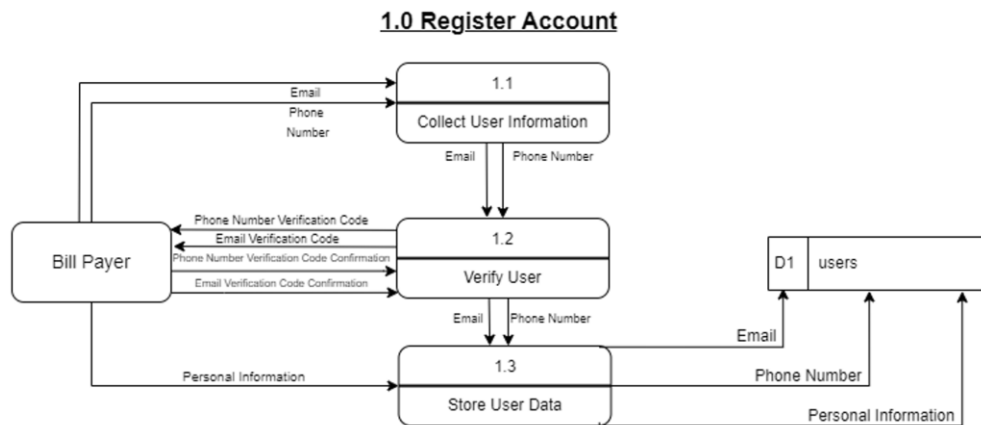 1.0 Register Account
1.1
Collect User Information
Email
Phone
Number
Email
Phone Number
Phone Number Verification Code
Email Verification Code
Phone Number Verification Code Confirmation
Email Verification Code Confirmation
Bill Payer
1.2
Verify User
D1
users
Email
Phone Number
Email
1.3
Store User Data
Personal Information
Phone Number
Personal Information